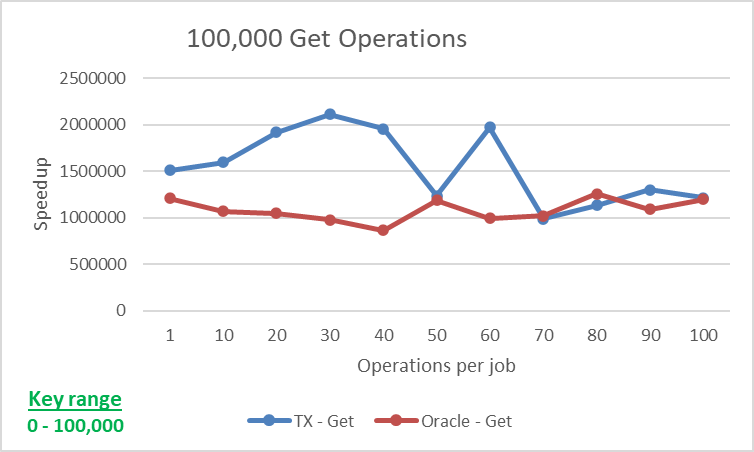 100,000 Get Operations
2500000
2000000
1500000
1000000
500000
0
Speedup
1 10 20 30 40 50 60 70 80 90 100
Operations per job
Key range
0 - 100,000
TX - Get Oracle - Get